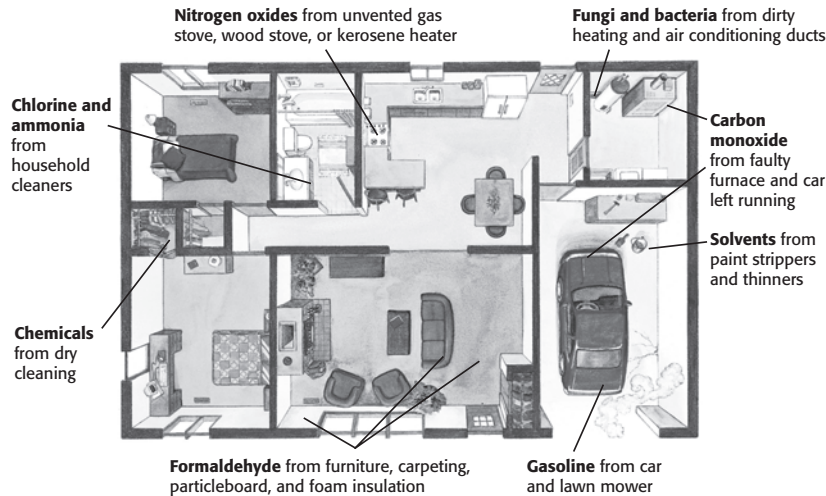 Nitrogen oxides from unvented gas
stove, wood stove, or kerosene heater
Fungi and bacteria from dirty
heating and air conditioning ducts
Chlorine and
ammonia
from
household
cleaners
Carbon
monoxide
from faulty
furnace and car
left running
Solvents from
paint strippers
and thinners
Chemicals
from dry
cleaning
Formaldehyde from furniture, carpeting,
particleboard, and foam insulation
Gasoline from car
and lawn mower